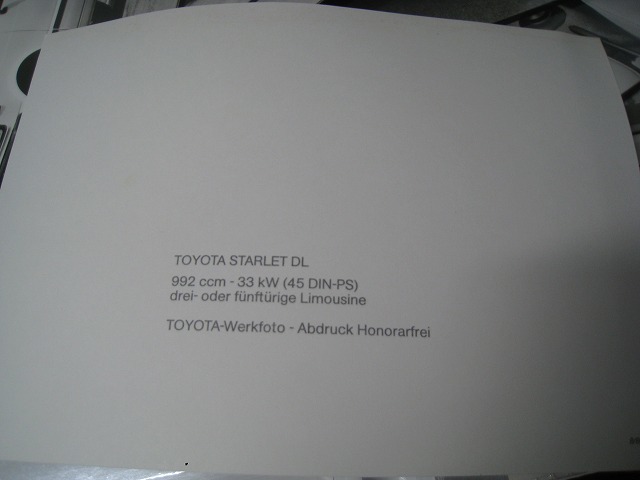 TOYOTA STARLET DL
992 ccm - 33 kW (45 DIN-PS)
drei- oder fünftürige Limousine
TOYOTA-Werkfoto - Abdruck Honorarfrei